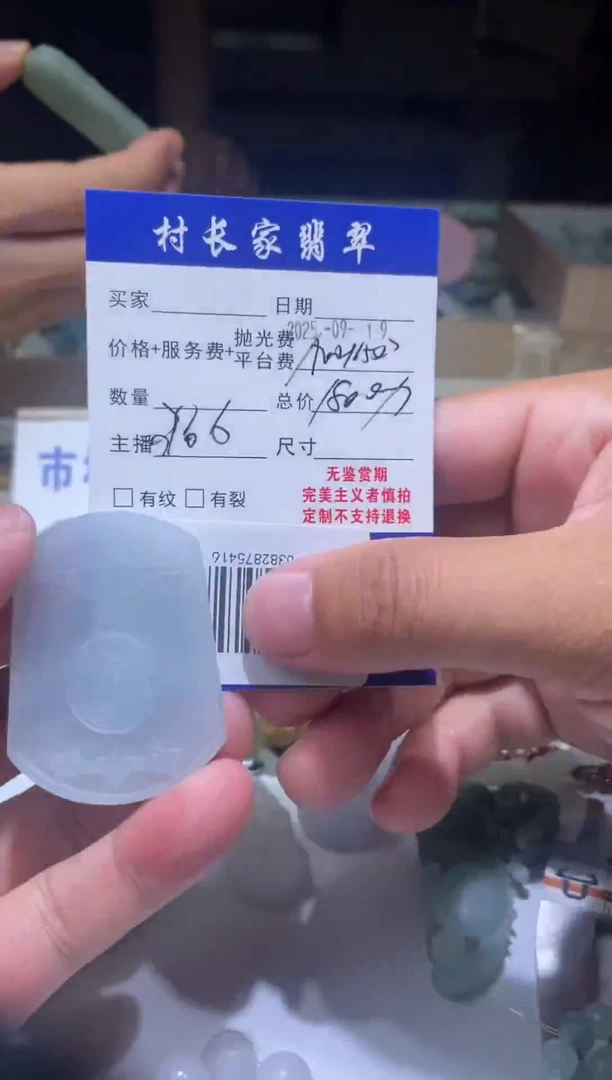 村长家翡翠
买家 日期
2025.-09-19
价格+服务费+抛光费
平台费
数量 总价
主播 166 尺寸
无鉴赏期
完美主义者慎拍
定制不支持退换
□有纹 □有裂
市